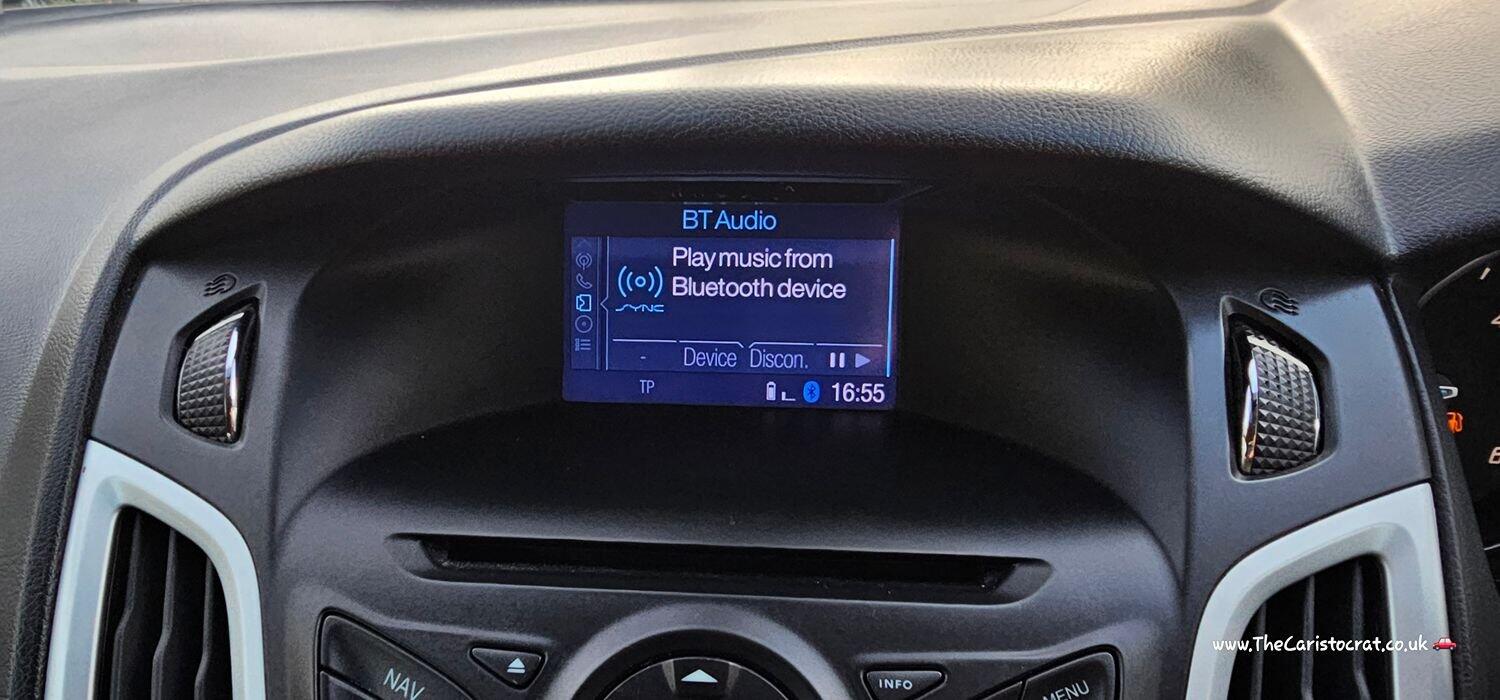 BT Audio
Play music from
Bluetooth device
SYNC
- Device Discon.
TP 16:55
NAV
INFO
MENU
www.TheCaristocrat.co.uk